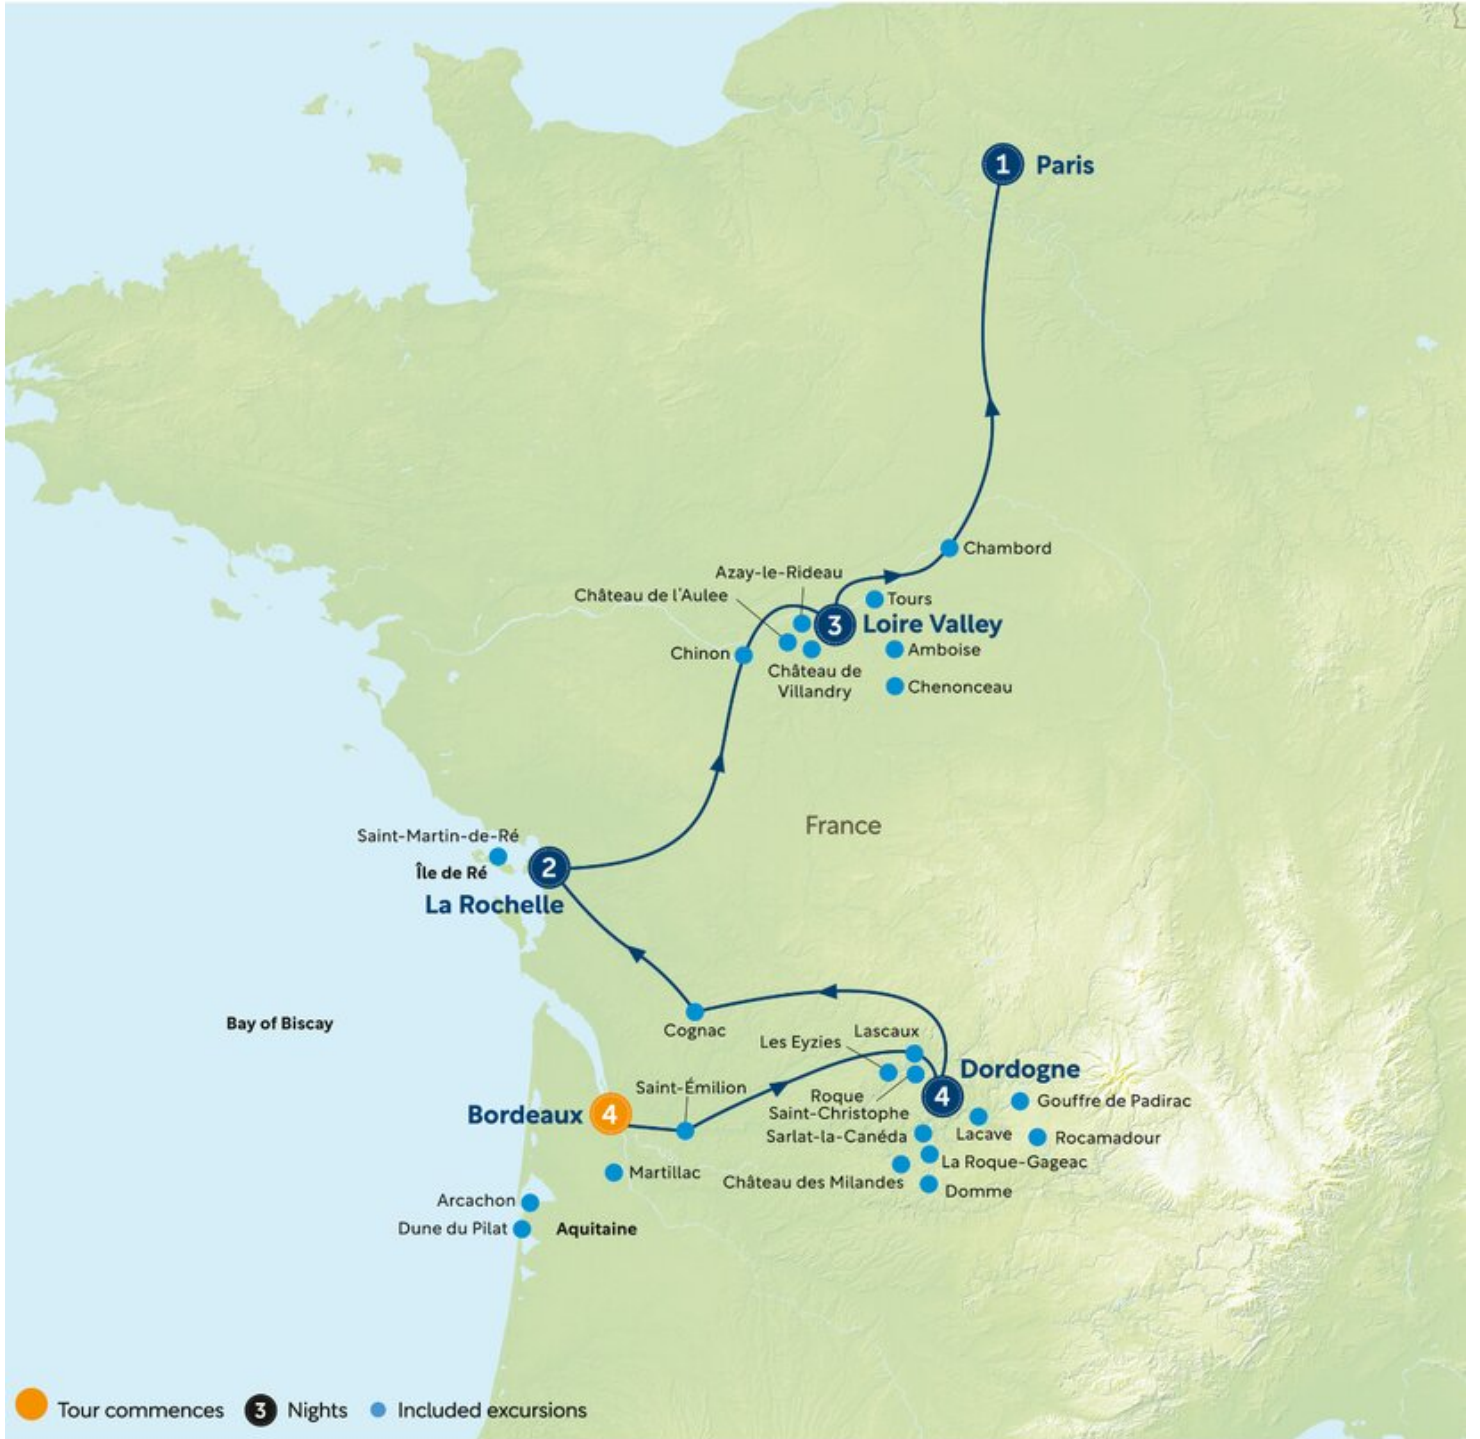 1 Paris
Chambord
Azay-le-Rideau
Château de l'Aulee
Tours
3 Loire Valley
Chinon
Amboise
Château de
Villandry
Chenonceau
France
Saint-Martin-de-Ré
Île de Ré
2
La Rochelle
Bay of Biscay
Cognac
Lascaux
Les Eyzies
Dordogne
4
Saint-Émilion
Roque
Saint-Christophe
Gouffre de Padirac
Bordeaux 4
Sarlat-la-Canéda
Lacave
Rocamadour
La Roque-Gageac
Martillac
Château des Milandes
Domme
Arcachon
Dune du Pilat
Aquitaine
Tour commences 3 Nights Included excursions